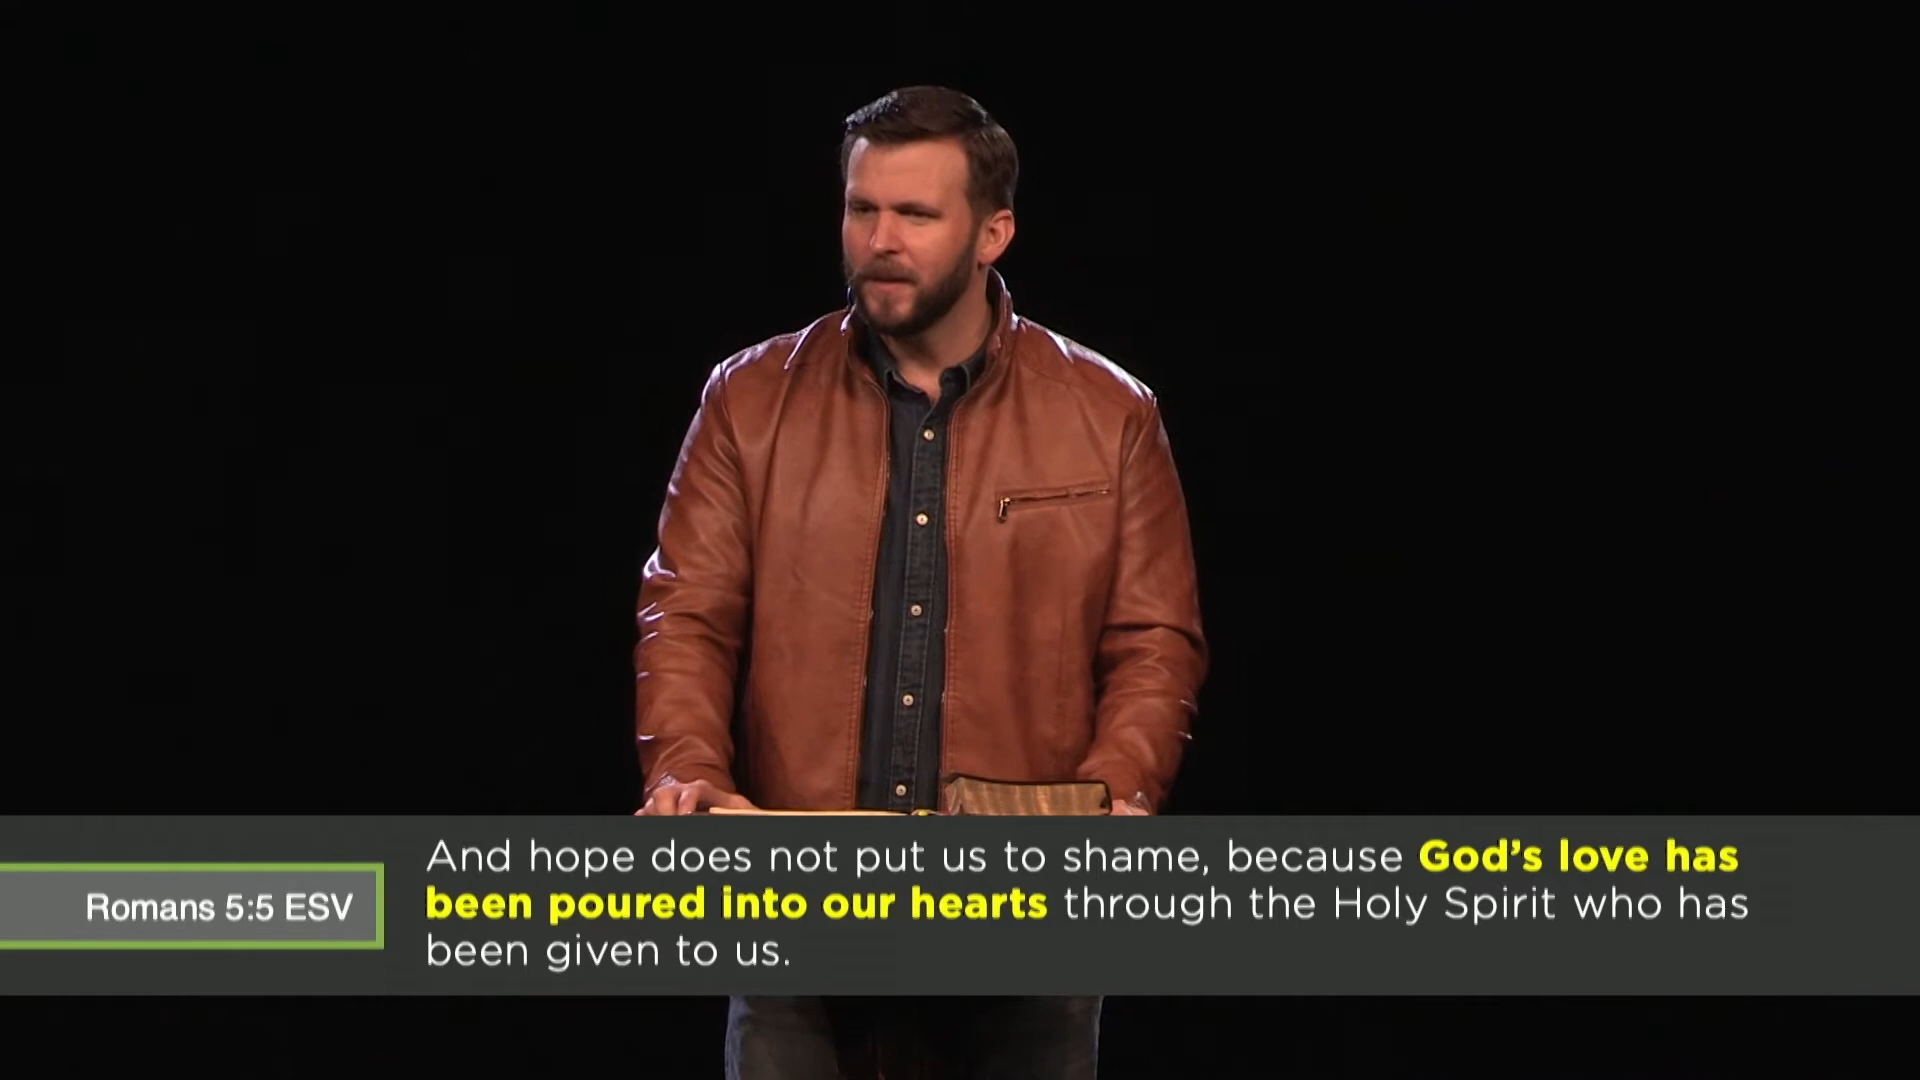 Romans 5:5 ESV
And hope does not put us to shame, because God’s love has
been poured into our hearts through the Holy Spirit who has
been given to us.